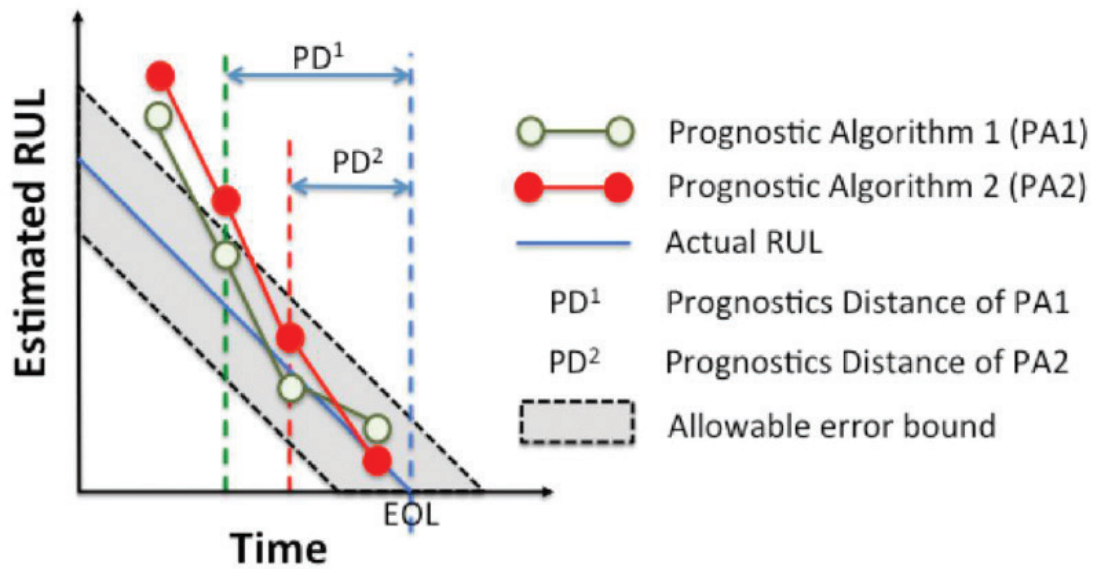 Estimated RUL
PD¹
PD²
EOL
Time
Prognostic Algorithm 1 (PA1)
Prognostic Algorithm 2 (PA2)
Actual RUL
PD¹ Prognostics Distance of PA1
PD² Prognostics Distance of PA2
Allowable error bound